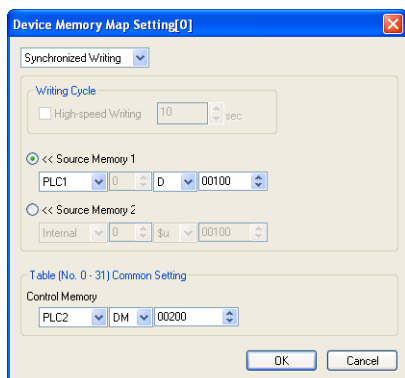 Device Memory Map Setting[0]
Synchronized Writing
Writing Cycle
High-speed Writing 10 sec
<< Source Memory 1
PLC1 0 D 00100
<< Source Memory 2
Internal 0 $u 00100
Table (No. 0 - 31) Common Setting
Control Memory
PLC2 DM 00200
OK Cancel